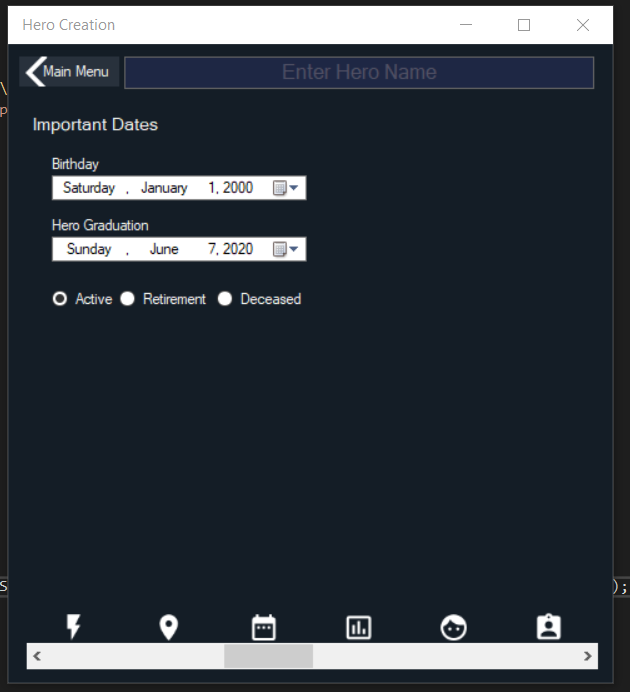 Hero Creation
Main Menu
Enter Hero Name
Important Dates
Birthday
Saturday , January 1, 2000
Hero Graduation
Sunday , June 7, 2020
Active Retirement Deceased
\
p
S );